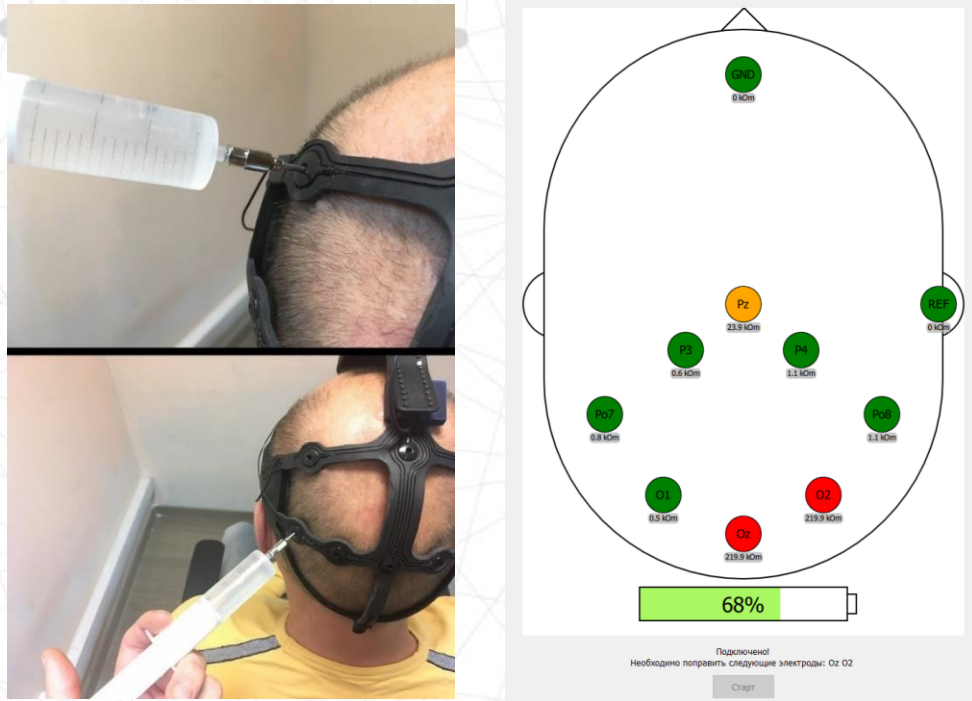 GND
0 kOm
Pz
23.9 kOm
REF
0 kOm
P3
0.6 kOm
P4
1.1 kOm
Po7
0.8 kOm
Po8
1.1 kOm
O1
0.5 kOm
O2
219.9 kOm
Oz
219.9 kOm
68%
Подключено!
Необходимо поправить следующие электроды: Oz O2
Старт